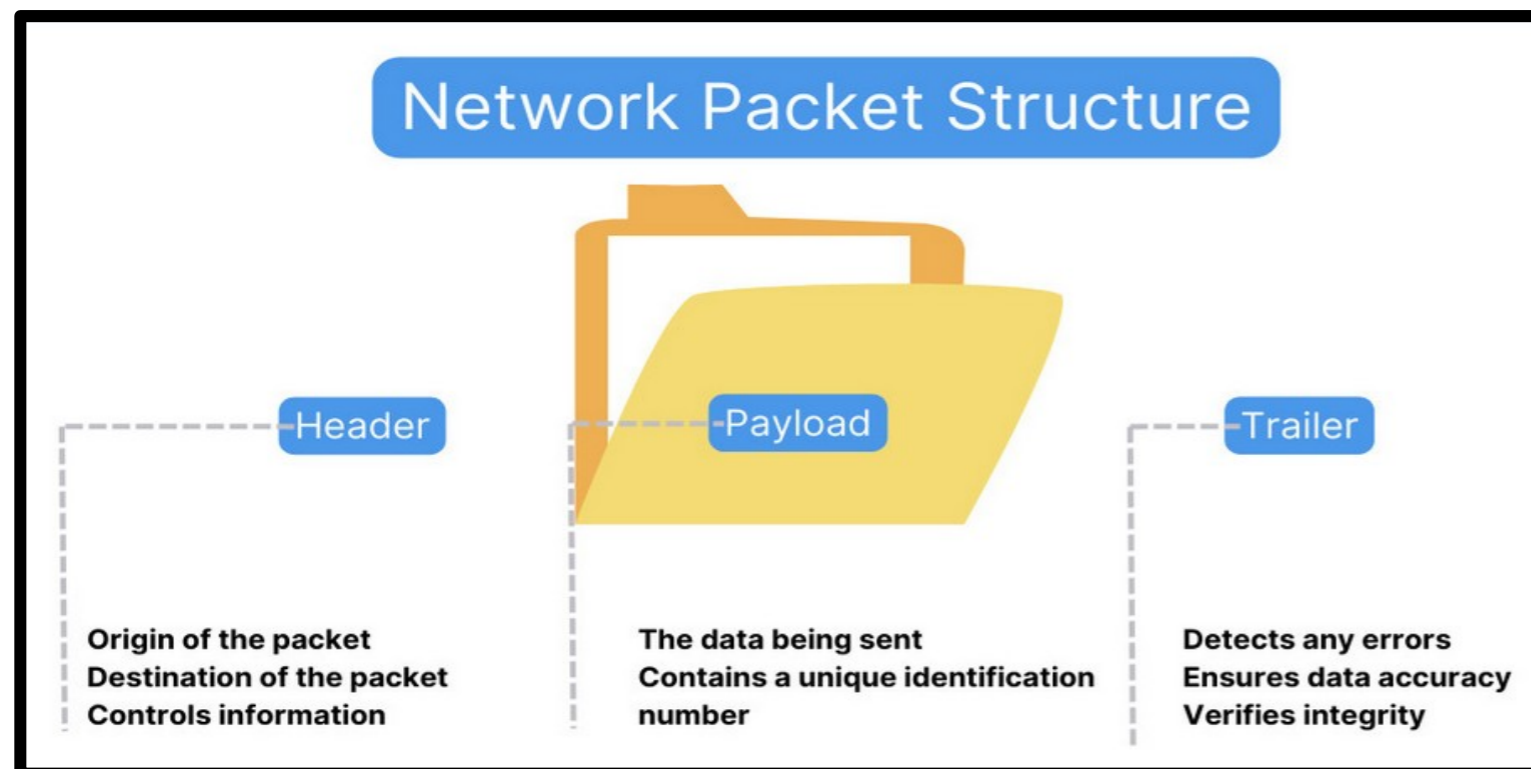 Network Packet Structure
Header
Origin of the packet
Destination of the packet
Controls information
Payload
The data being sent
Contains a unique identification
number
Trailer
Detects any errors
Ensures data accuracy
Verifies integrity